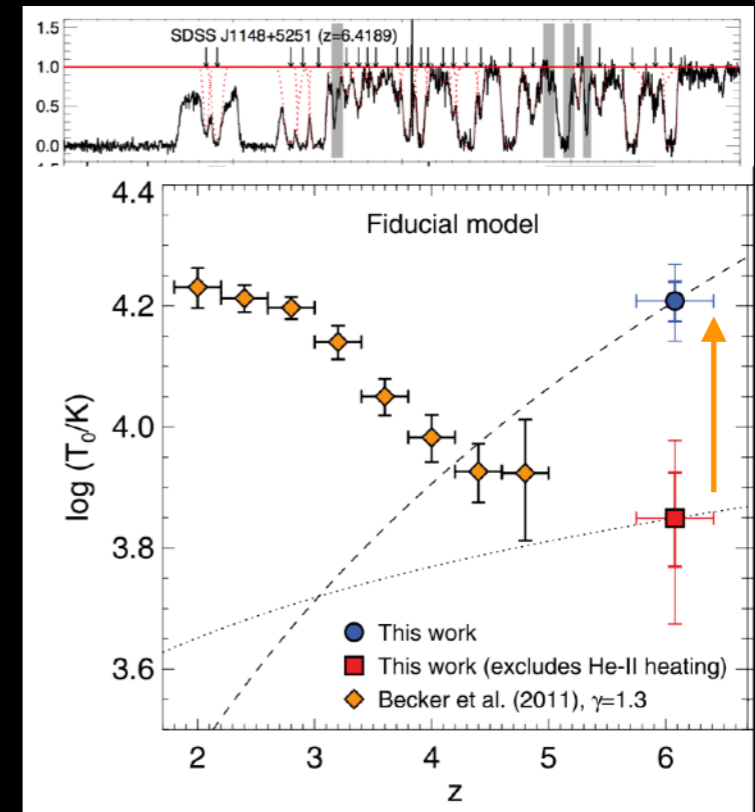 SDSS J1148+5251 (z=6.4189)
1.5
1.0
0.5
0.0
Fiducial model
4.4
4.2
4.0
3.8
3.6
log (T₀/K)
This work
This work (excludes He-II heating)
Becker et al. (2011), γ=1.3
2 3 4 5 6
z